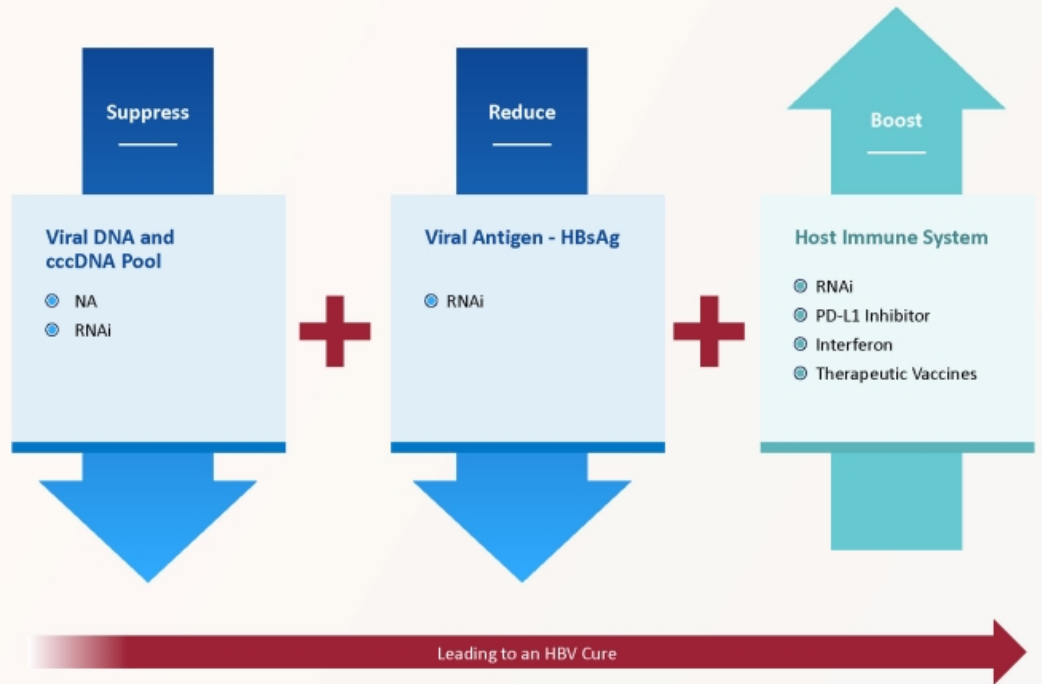 Suppress
Viral DNA and
cccDNA Pool
NA
RNAi
Reduce
Viral Antigen - HBsAg
RNAi
Boost
Host Immune System
RNAi
PD-L1 Inhibitor
Interferon
Therapeutic Vaccines
Leading to an HBV Cure